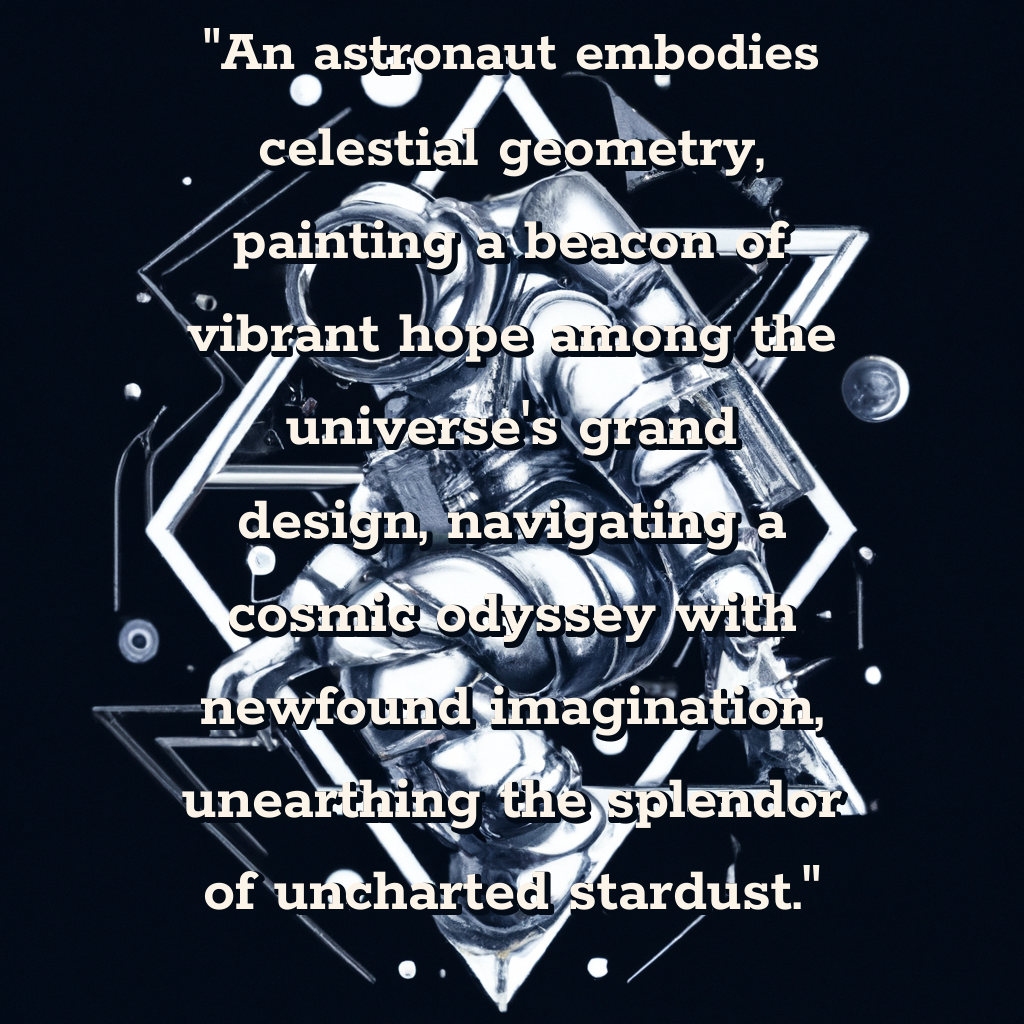 "An astronaut embodies
celestial geometry,
painting a beacon of
vibrant hope among the
universe's grand
design, navigating a
cosmic odyssey with
newfound imagination,
unearthing the splendor
of uncharted stardust."